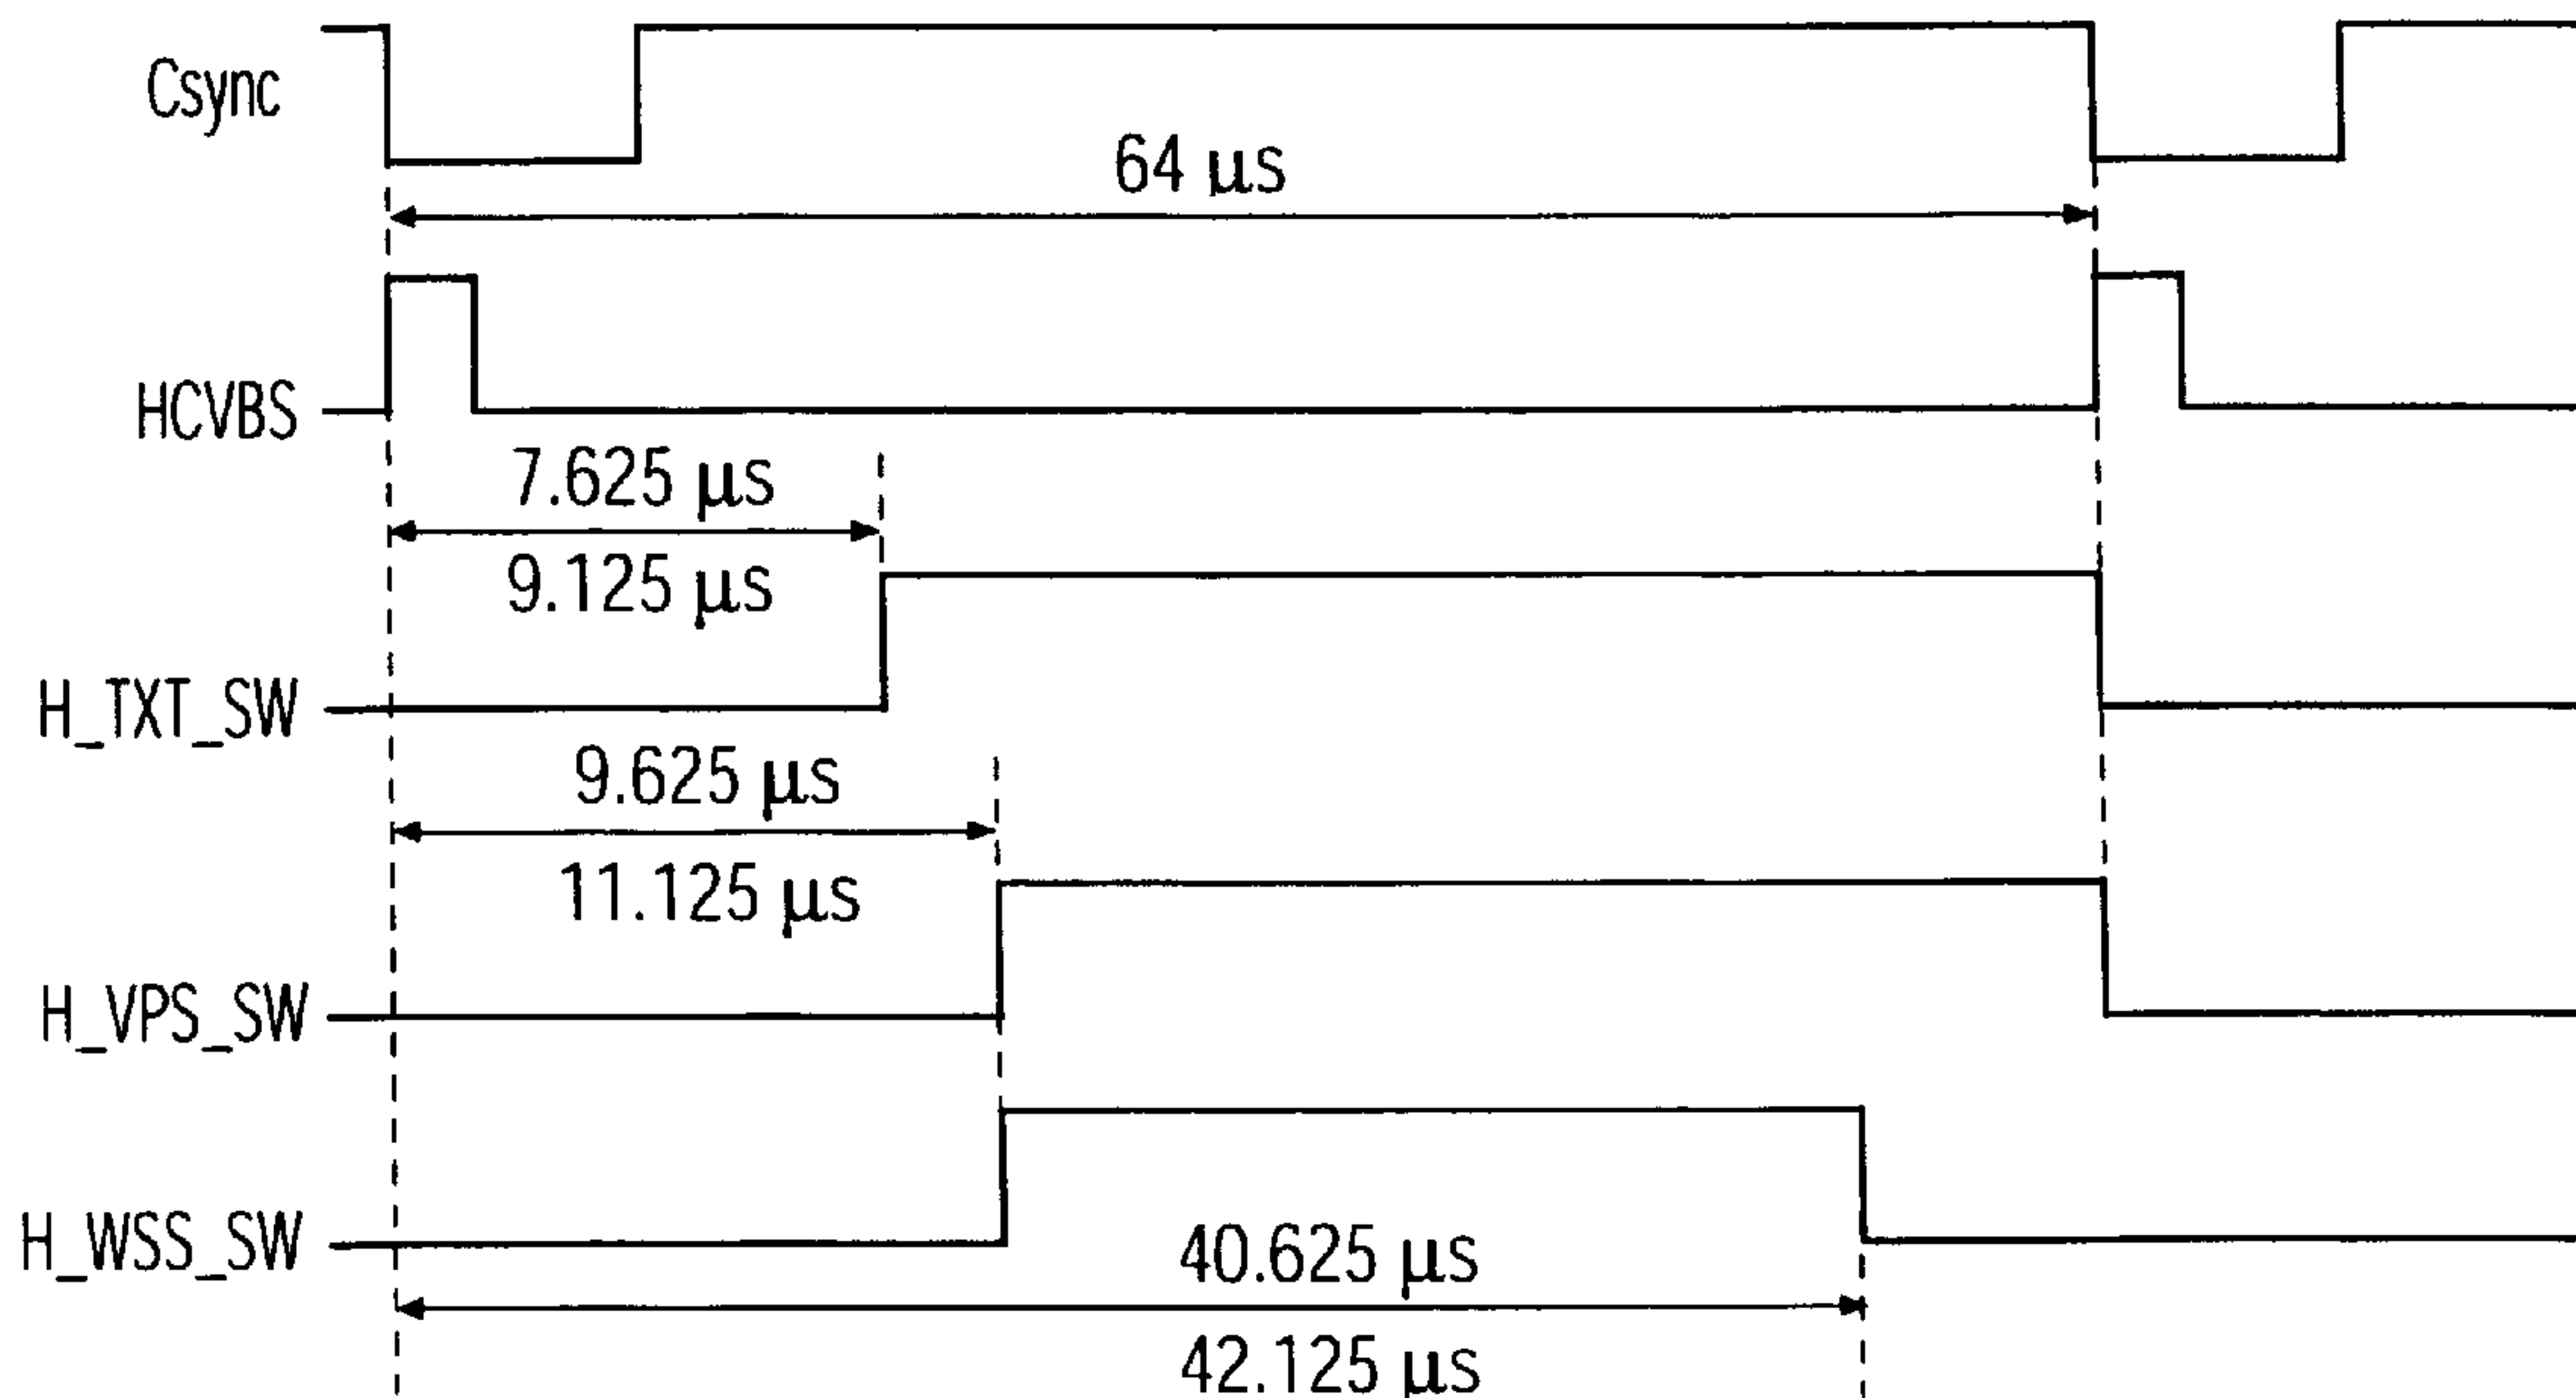 Csync
64 µs
HCVBS
7.625 µs
9.125 µs
H_TXT_SW
9.625 µs
11.125 µs
H_VPS_SW
H_WSS_SW
40.625 µs
42.125 µs